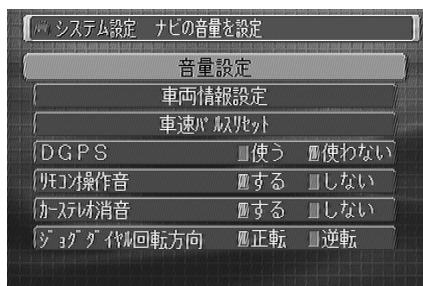 システム設定 ナビの音量を設定
音量設定
車両情報設定
車速パルスリセット
DGPS 使う 使わない
リモコン操作音 する しない
カーステレオ消音 する しない
ジョグダイヤル回転方向 正転 逆転